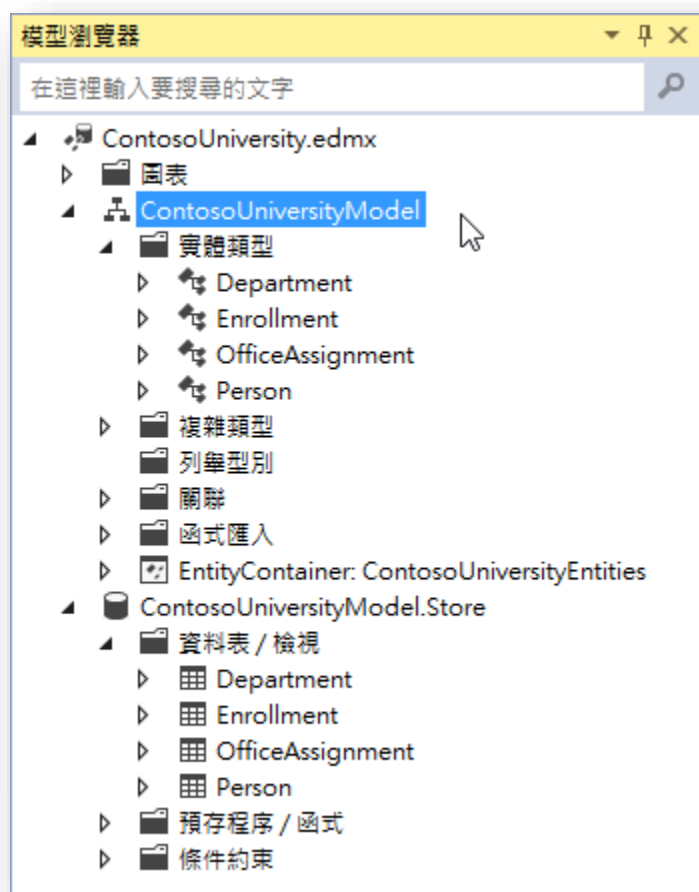 模型瀏覽器
在這裡輸入要搜尋的文字
ContosoUniversity.edmx
圖表
ContosoUniversityModel
實體類型
Department
Enrollment
OfficeAssignment
Person
複雜類型
列舉型別
關聯
函式匯入
EntityContainer: ContosoUniversityEntities
ContosoUniversityModel.Store
資料表 / 檢視
Department
Enrollment
OfficeAssignment
Person
預存程序 / 函式
條件約束